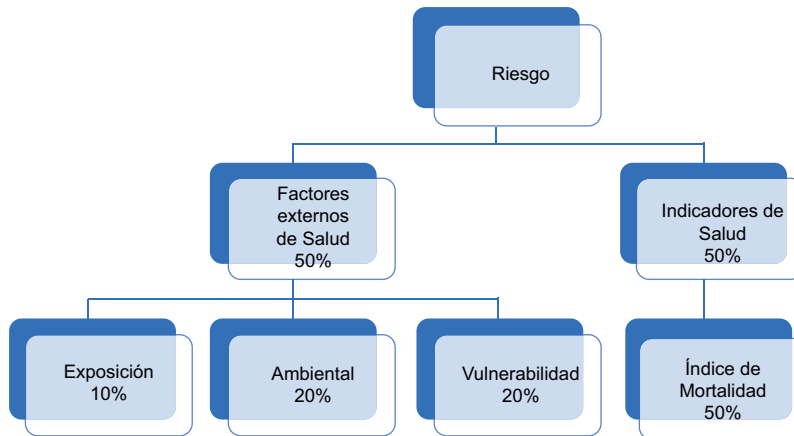 Riesgo
Factores
externos
de Salud
50%
Indicadores de
Salud
50%
Exposición
10%
Ambiental
20%
Vulnerabilidad
20%
Índice de
Mortalidad
50%